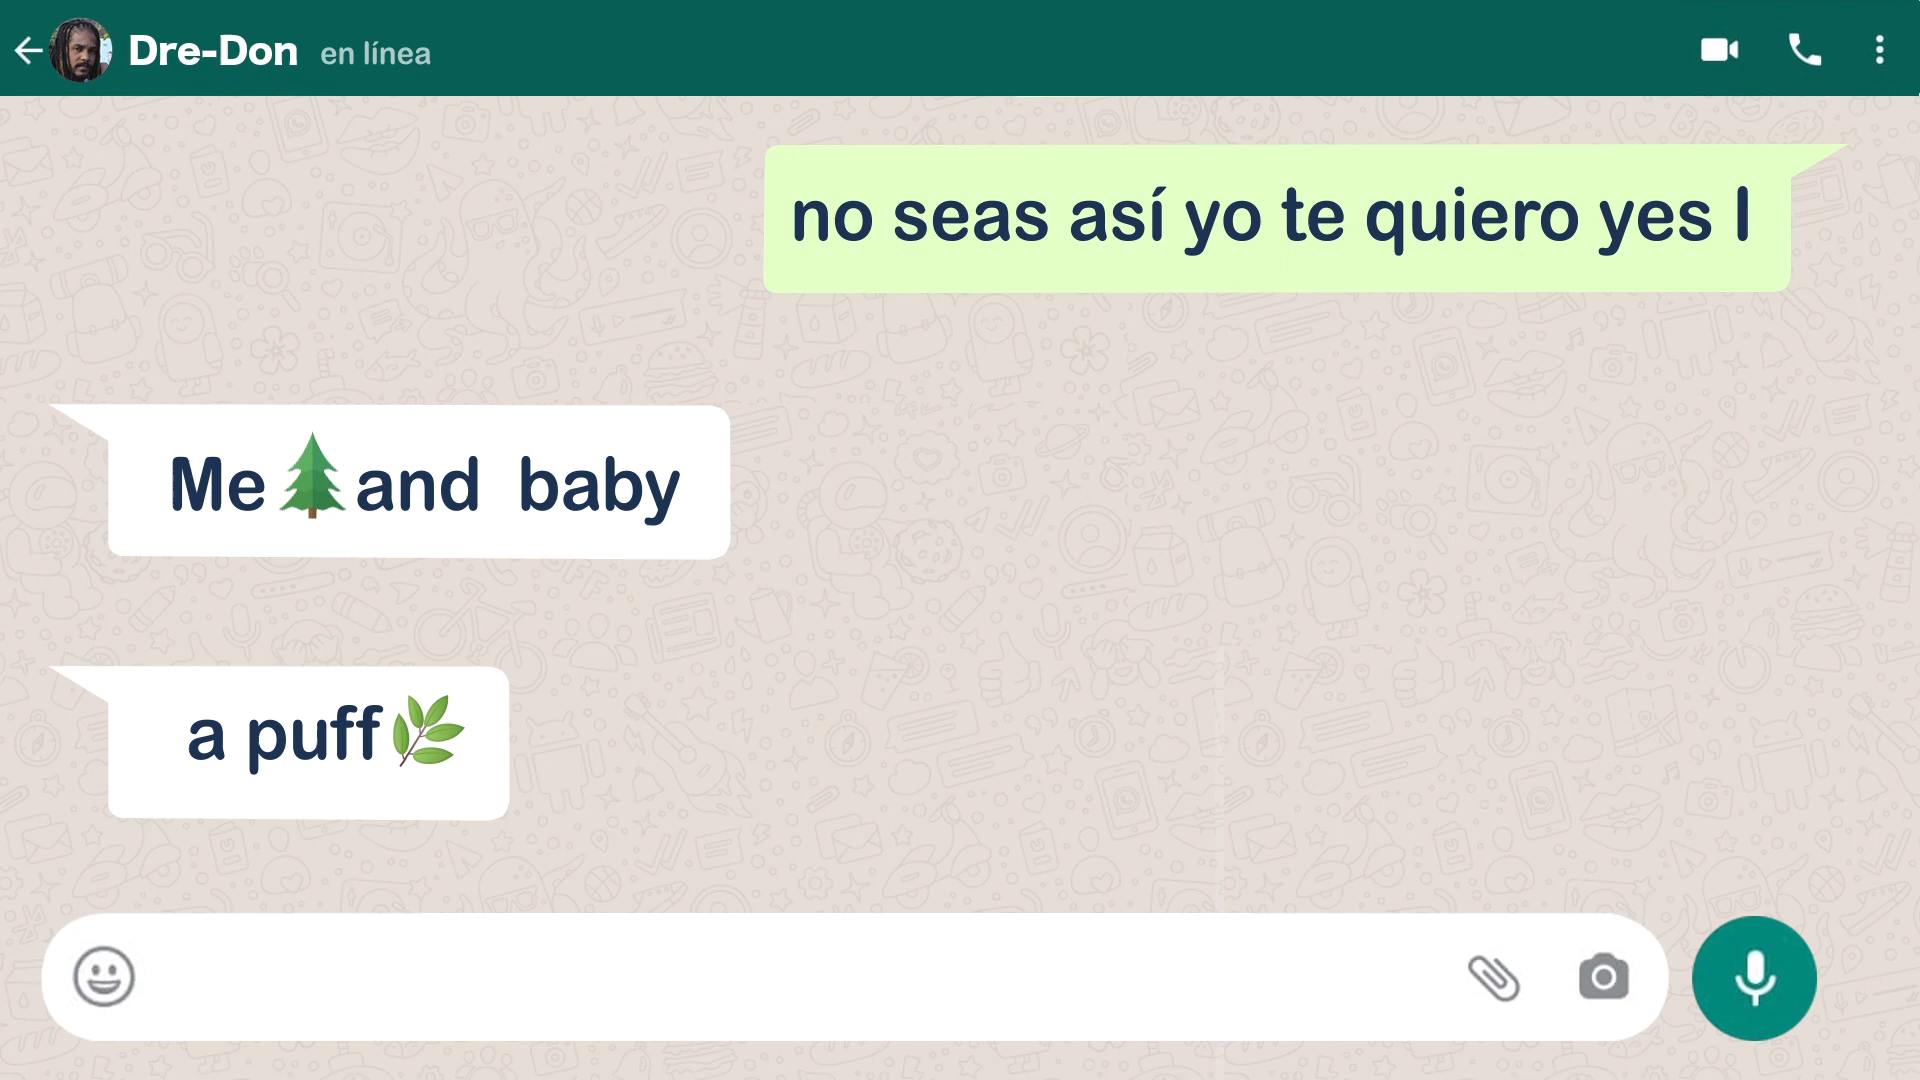 Dre-Don en línea
no seas así yo te quiero yes I
Me🌲and baby
a puff🌿